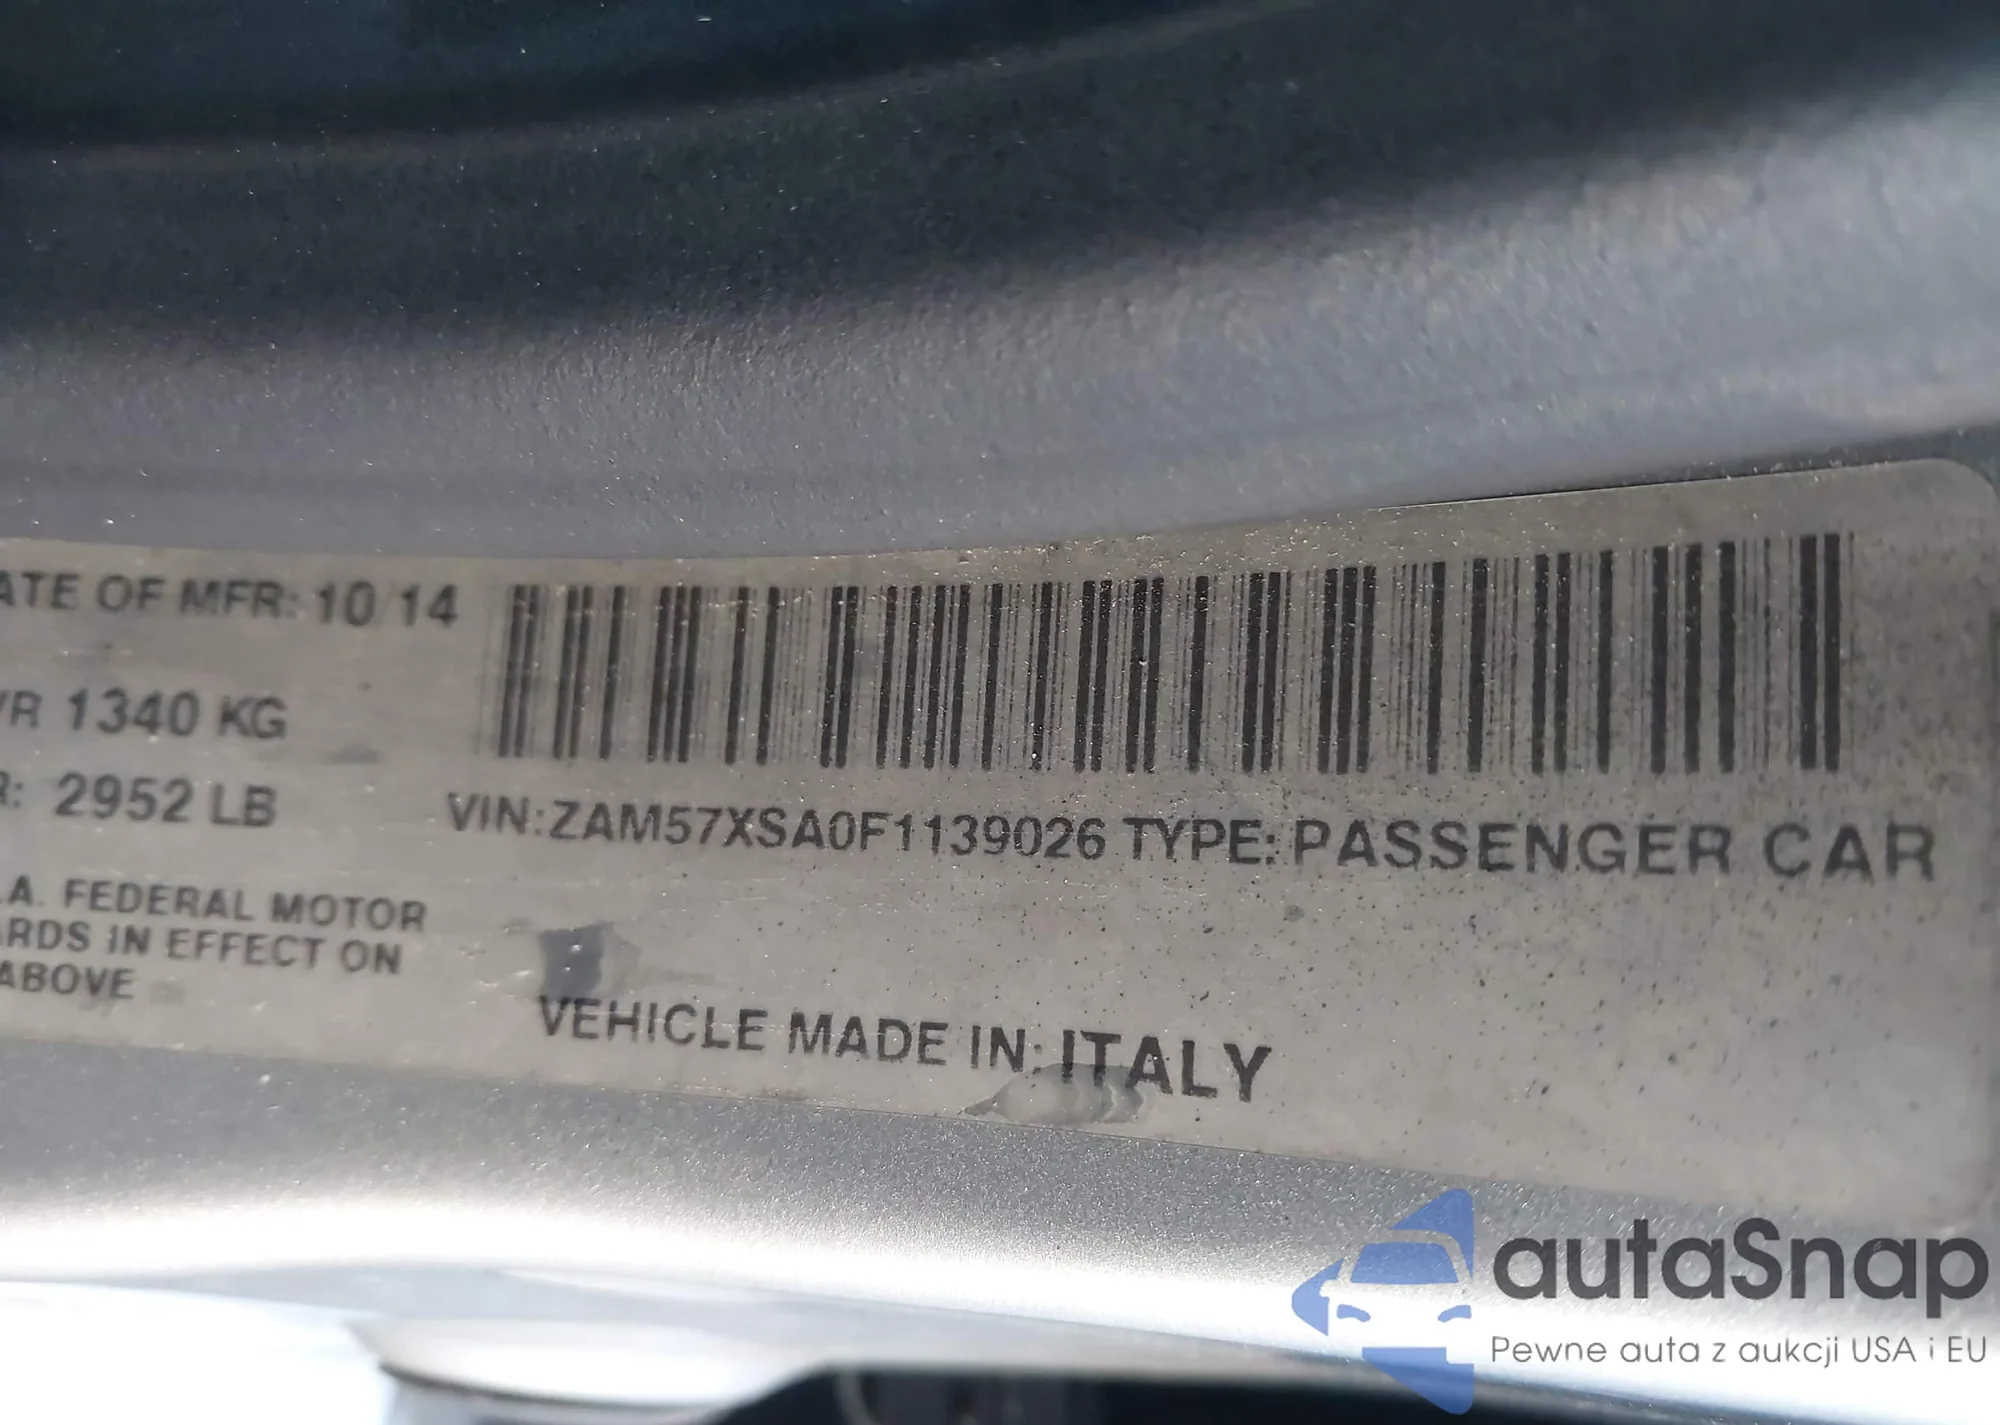 ATE OF MFR: 10/14
VR 1340 KG
R: 2952 LB
VIN:ZAM57XSA0F1139026 TYPE: PASSENGER CAR
.A. FEDERAL MOTOR
ARDS IN EFFECT ON
ABOVE
VEHICLE MADE IN: ITALY
autaSnap
Pewne auta z aukcji USA i EU